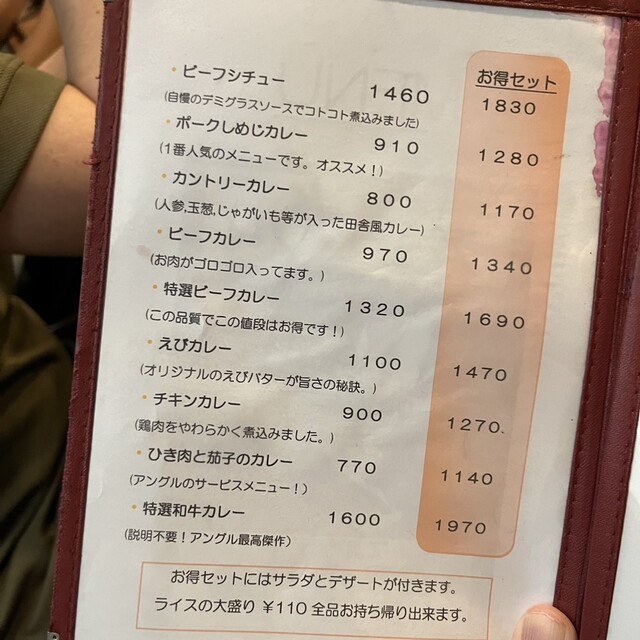 お得セット
・ビーフシチュー 1460 1830
(自慢のデミグラスソースでコトコト煮込みました)
・ポークしめじカレー 910 1280
(1番人気のメニューです。オススメ!)
・カントリーカレー 800 1170
(人参,玉葱,じゃがいも等が入った田舎風カレー)
・ビーフカレー 970 1340
(お肉がゴロゴロ入ってます。)
・特選ビーフカレー 1320 1690
(この品質でこの値段はお得です!)
・えびカレー 1100 1470
(オリジナルのえびバターが旨さの秘訣。)
・チキンカレー 900 1270
(鶏肉をやわらかく煮込みました。)
・ひき肉と茄子のカレー 770 1140
(アングルのサービスメニュー!)
・特選和牛カレー 1600 1970
(説明不要!アングル最高傑作)
お得セットにはサラダとデザートが付きます。
ライスの大盛り ¥110 全品お持ち帰り出来ます。